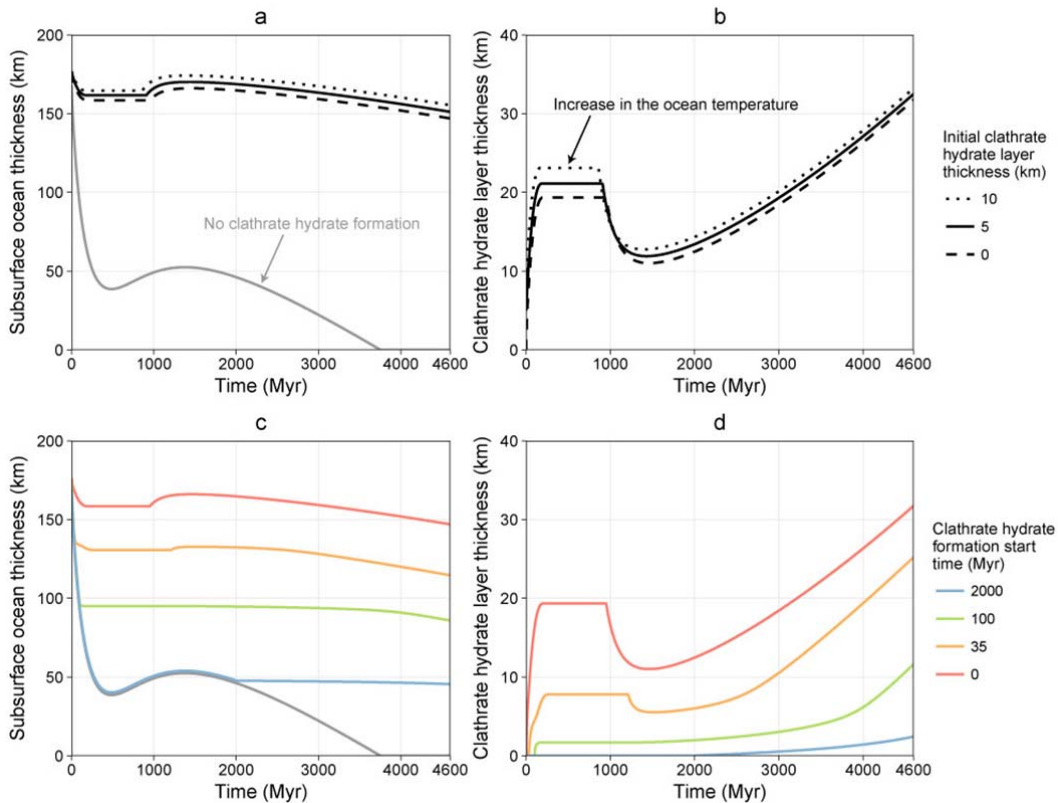 a
Subsurface ocean thickness (km)
200
150
100
50
0
No clathrate hydrate formation
0 1000 2000 3000 4000 4600
Time (Myr)
b
Clathrate hydrate layer thickness (km)
40
30
20
10
0
Increase in the ocean temperature
0 1000 2000 3000 4000 4600
Time (Myr)
Initial clathrate
hydrate layer
thickness (km)
10
5
0
c
Subsurface ocean thickness (km)
200
150
100
50
0
0 1000 2000 3000 4000 4600
Time (Myr)
d
Clathrate hydrate layer thickness (km)
40
30
20
10
0
0 1000 2000 3000 4000 4600
Time (Myr)
Clathrate hydrate
formation start
time (Myr)
2000
100
35
0